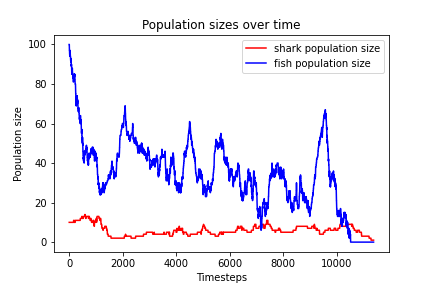 Population sizes over time
shark population size
fish population size
Population size
100
80
60
40
20
0
0
2000
4000
6000
8000
10000
Timesteps